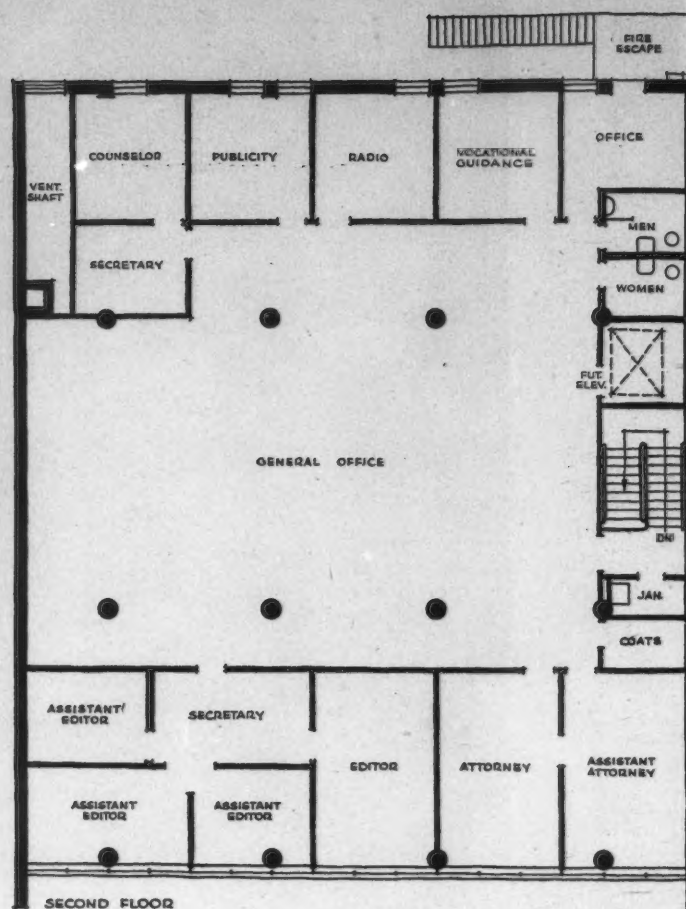 FIRE
ESCAPE
COUNSELOR
PUBLICITY
RADIO
VOCATIONAL
GUIDANCE
OFFICE
VENT.
SHAFT
MEN
SECRETARY
WOMEN
FUT.
ELEV.
GENERAL OFFICE
DN
JAN.
COATS
ASSISTANT/
EDITOR
SECRETARY
EDITOR
ATTORNEY
ASSISTANT
ATTORNEY
ASSISTANT
EDITOR
ASSISTANT
EDITOR
SECOND FLOOR